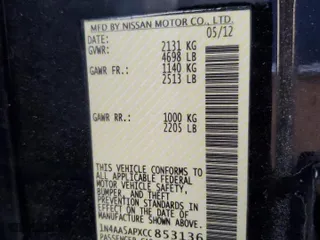 MFD BY NISSAN MOTOR CO., LTD.
DATE: 05/12
GVWR: 2131 KG
4698 LB
GAWR FR.: 1140 KG
2513 LB
GAWR RR.: 1000 KG
2205 LB
THIS VEHICLE CONFORMS TO
ALL APPLICABLE FEDERAL
MOTOR VEHICLE SAFETY,
BUMPER, AND THEFT
PREVENTION STANDARDS IN
EFFECT ON THE DATE OF
MANUFACTURE SHOWN ABOVE.
1N4AA5APXCC853136
PASSENGER